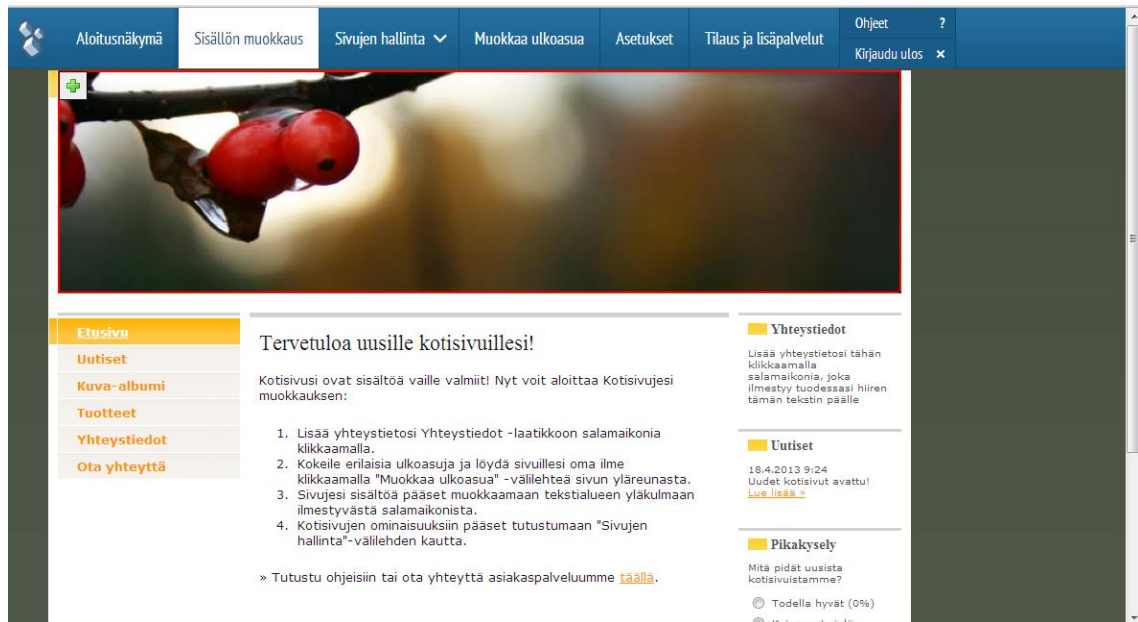 Aloitusnäkymä
Sisällön muokkaus
Sivujen hallinta
Muokkaa ulkoasua
Asetukset
Tilaus ja lisäpalvelut
Ohjeet ?
Kirjaudu ulos ×
Etusivu
Uutiset
Kuva-albumi
Tuotteet
Yhteystiedot
Ota yhteyttä
Tervetuloa uusille kotisivuillesi!
Kotisivusi ovat sisältöä vaille valmiit! Nyt voit aloittaa Kotisivujesi
muokkauksen:
1. Lisää yhteystietosi Yhteystiedot -laatikkoon salamaikonia
klikkaamalla.
2. Kokeile erilaisia ulkoasuja ja löydä sivuillesi oma ilme
klikkaamalla "Muokkaa ulkoasua" -välilehteä sivun yläreunasta.
3. Sivujesi sisältöä pääset muokkaamaan tekstialueen yläkulmaan
ilmestyvästä salamaikonista.
4. Kotisivujen ominaisuuksiin pääset tutustumaan "Sivujen
hallinta"-välilehden kautta.
» Tutustu ohjeisiin tai ota yhteyttä asiakaspalveluumme täällä.
Yhteystiedot
Lisää yhteystietosi tähän
klikkaamalla
salamaikonia, joka
ilmestyy tuodessasi hiiren
tämän tekstin päälle
Uutiset
18.4.2013 9:24
Uudet kotisivut avattu!
Lue lisää »
Pikakysely
Mitä pidät uusista
kotisivuistamme?
Todella hyvät (0%)